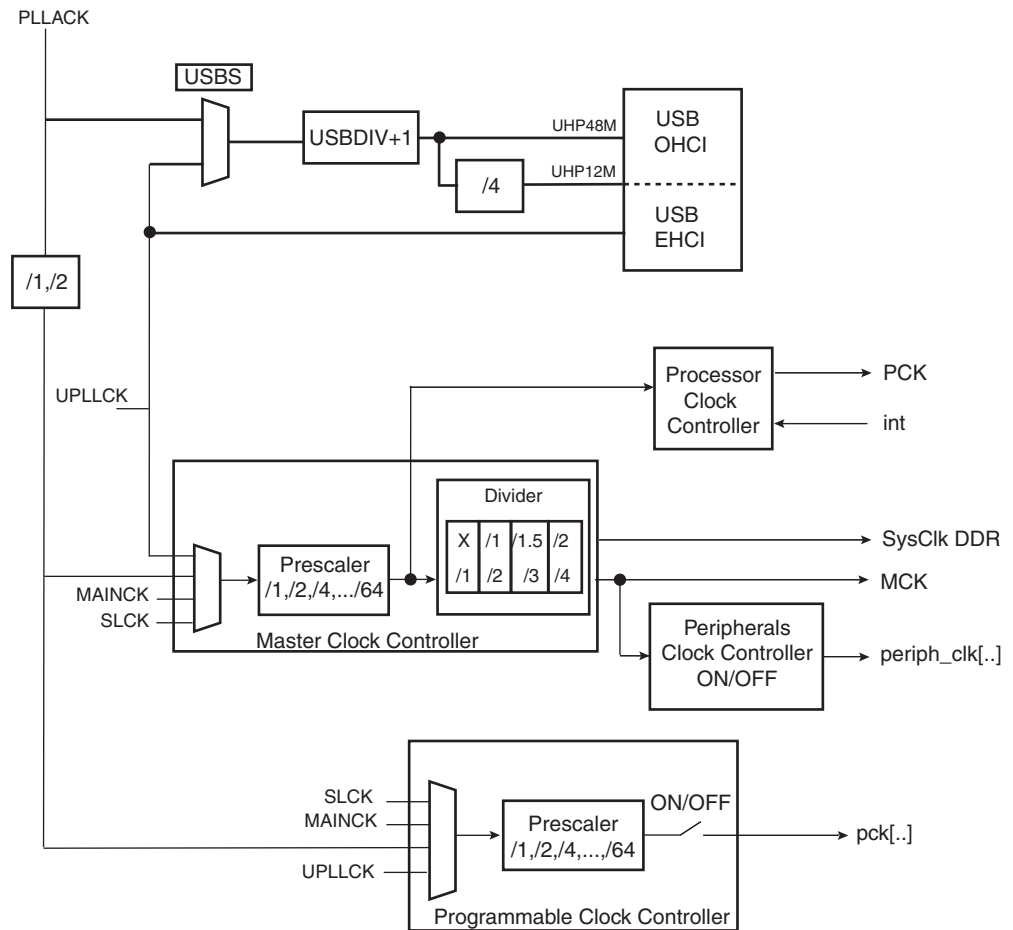 PLLACK
USBS
USBDIV+1
UHP48M
USB
OHCI
/4
UHP12M
USB
EHCI
/1,/2
UPLLCK
Processor
Clock
Controller
PCK
int
Divider
X /1 /1.5 /2
/1 /2 /3 /4
Prescaler
/1,/2,/4,.../64
MAINCK
SLCK
Master Clock Controller
SysClk DDR
MCK
Peripherals
Clock Controller
ON/OFF
periph_clk[..]
SLCK
MAINCK
UPLLCK
Prescaler
/1,/2,/4,...,/64
ON/OFF
pck[..]
Programmable Clock Controller